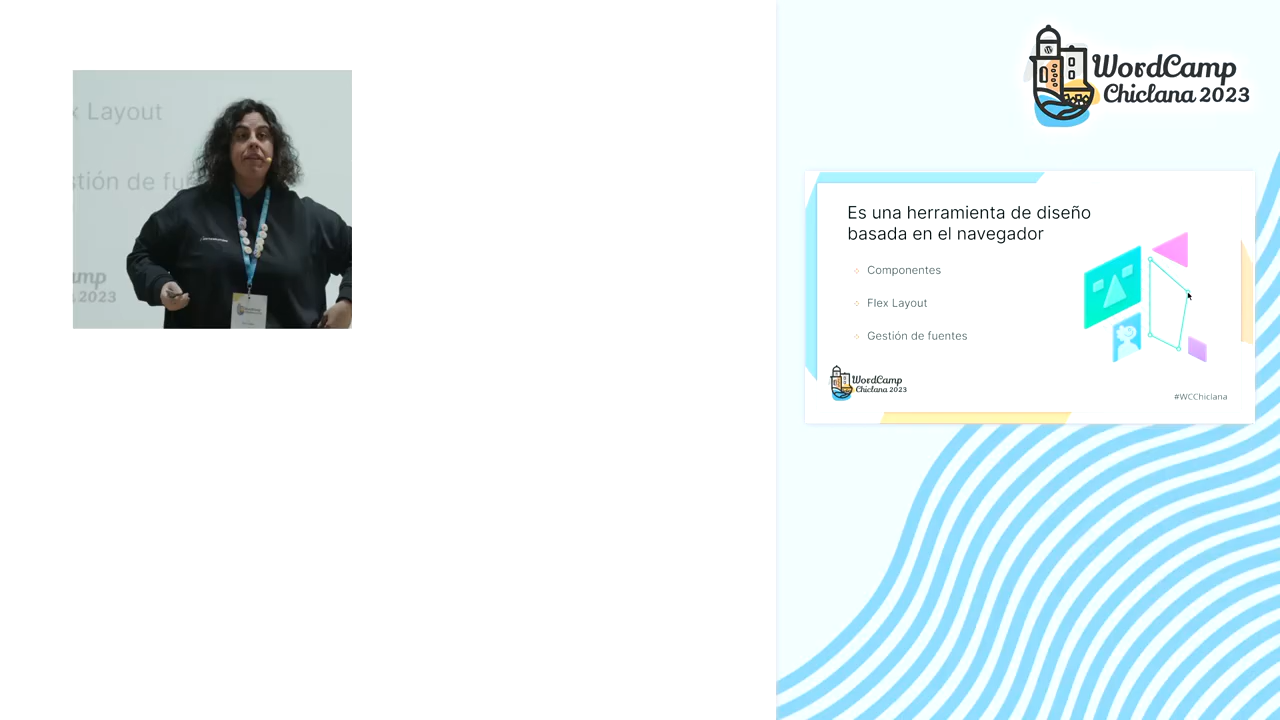 WordCamp
Chiclana 2023
x Layout
stión de fu
mp
2023
Es una herramienta de diseño
basada en el navegador
Componentes
Flex Layout
Gestión de fuentes
WordCamp
Chiclana 2023
#WCChiclana